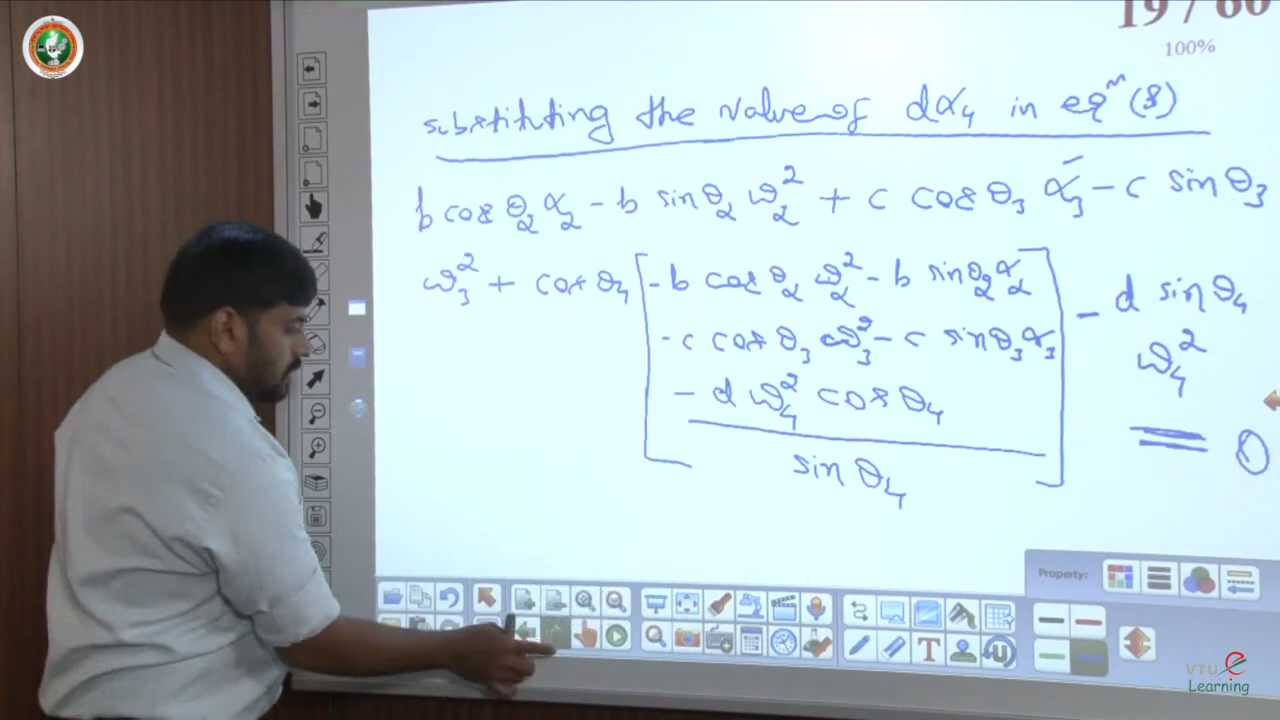 19 / 60
100%
substituting the value of dα₄ in eqⁿ (8)
b cos θ₂ α₂ - b sin θ₂ ω₂² + c cos θ₃ α₃ - c sin θ₃
ω₃² + cos θ₄ [ - b cos θ₂ ω₂² - b sin θ₂ α₂
- c cos θ₃ ω₃² - c sin θ₃ α₃
- d ω₄² cos θ₄
sin θ₄ ]
- d sin θ₄
ω₄²
= 0
Property:
T
VTU e
Learning